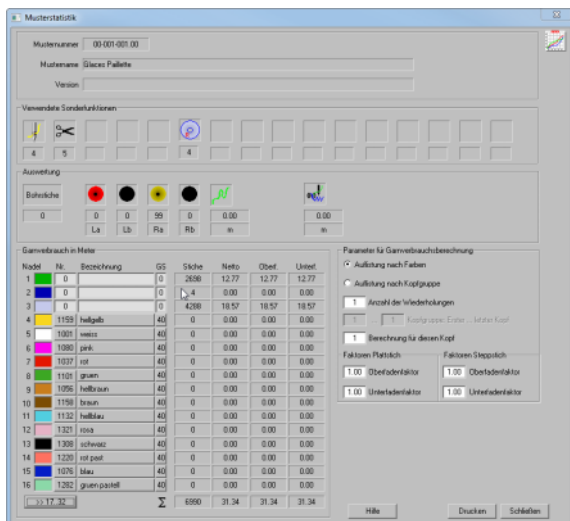 Musterstatistik
Musternummer 00-001-001.00
Mustername Glaces Paillette
Version
Verwendete Sonderfunktionen
4 5 4
Auswertung
Bohrstiche
0 0 0 99 0 0.00 0.00
La Lb Ra Rb m m
Garnverbrauch in Meter
Nadel Nr. Bezeichnung GS Stiche Netto Oberf. Unterf.
1 0 0 2698 12.77 12.77 12.77
2 0 0 4 0.00 0.00 0.00
3 0 0 4288 18.57 18.57 18.57
4 1159 hellgelb 40 0 0.00 0.00 0.00
5 1001 weiss 40 0 0.00 0.00 0.00
6 1080 pink 40 0 0.00 0.00 0.00
7 1037 rot 40 0 0.00 0.00 0.00
8 1101 gruen 40 0 0.00 0.00 0.00
9 1056 hellbraun 40 0 0.00 0.00 0.00
10 1158 braun 40 0 0.00 0.00 0.00
11 1132 hellblau 40 0 0.00 0.00 0.00
12 1321 rosa 40 0 0.00 0.00 0.00
13 1308 schwarz 40 0 0.00 0.00 0.00
14 1220 rot past 40 0 0.00 0.00 0.00
15 1076 blau 40 0 0.00 0.00 0.00
16 1282 gruen pastell 40 0 0.00 0.00 0.00
>> 17..32 Σ 6990 31.34 31.34 31.34
Parameter für Garnverbrauchsberechnung
Auflistung nach Farben
Auflistung nach Kopfgruppe
1 Anzahl der Wiederholungen
1 ... 1 Kopfgruppe: Erster ... letzter Kopf
1 Berechnung für diesen Kopf
Faktoren Plattstich Faktoren Steppstich
1.00 Oberfadenfaktor 1.00 Oberfadenfaktor
1.00 Unterfadenfaktor 1.00 Unterfadenfaktor
Hilfe Drucken Schließen